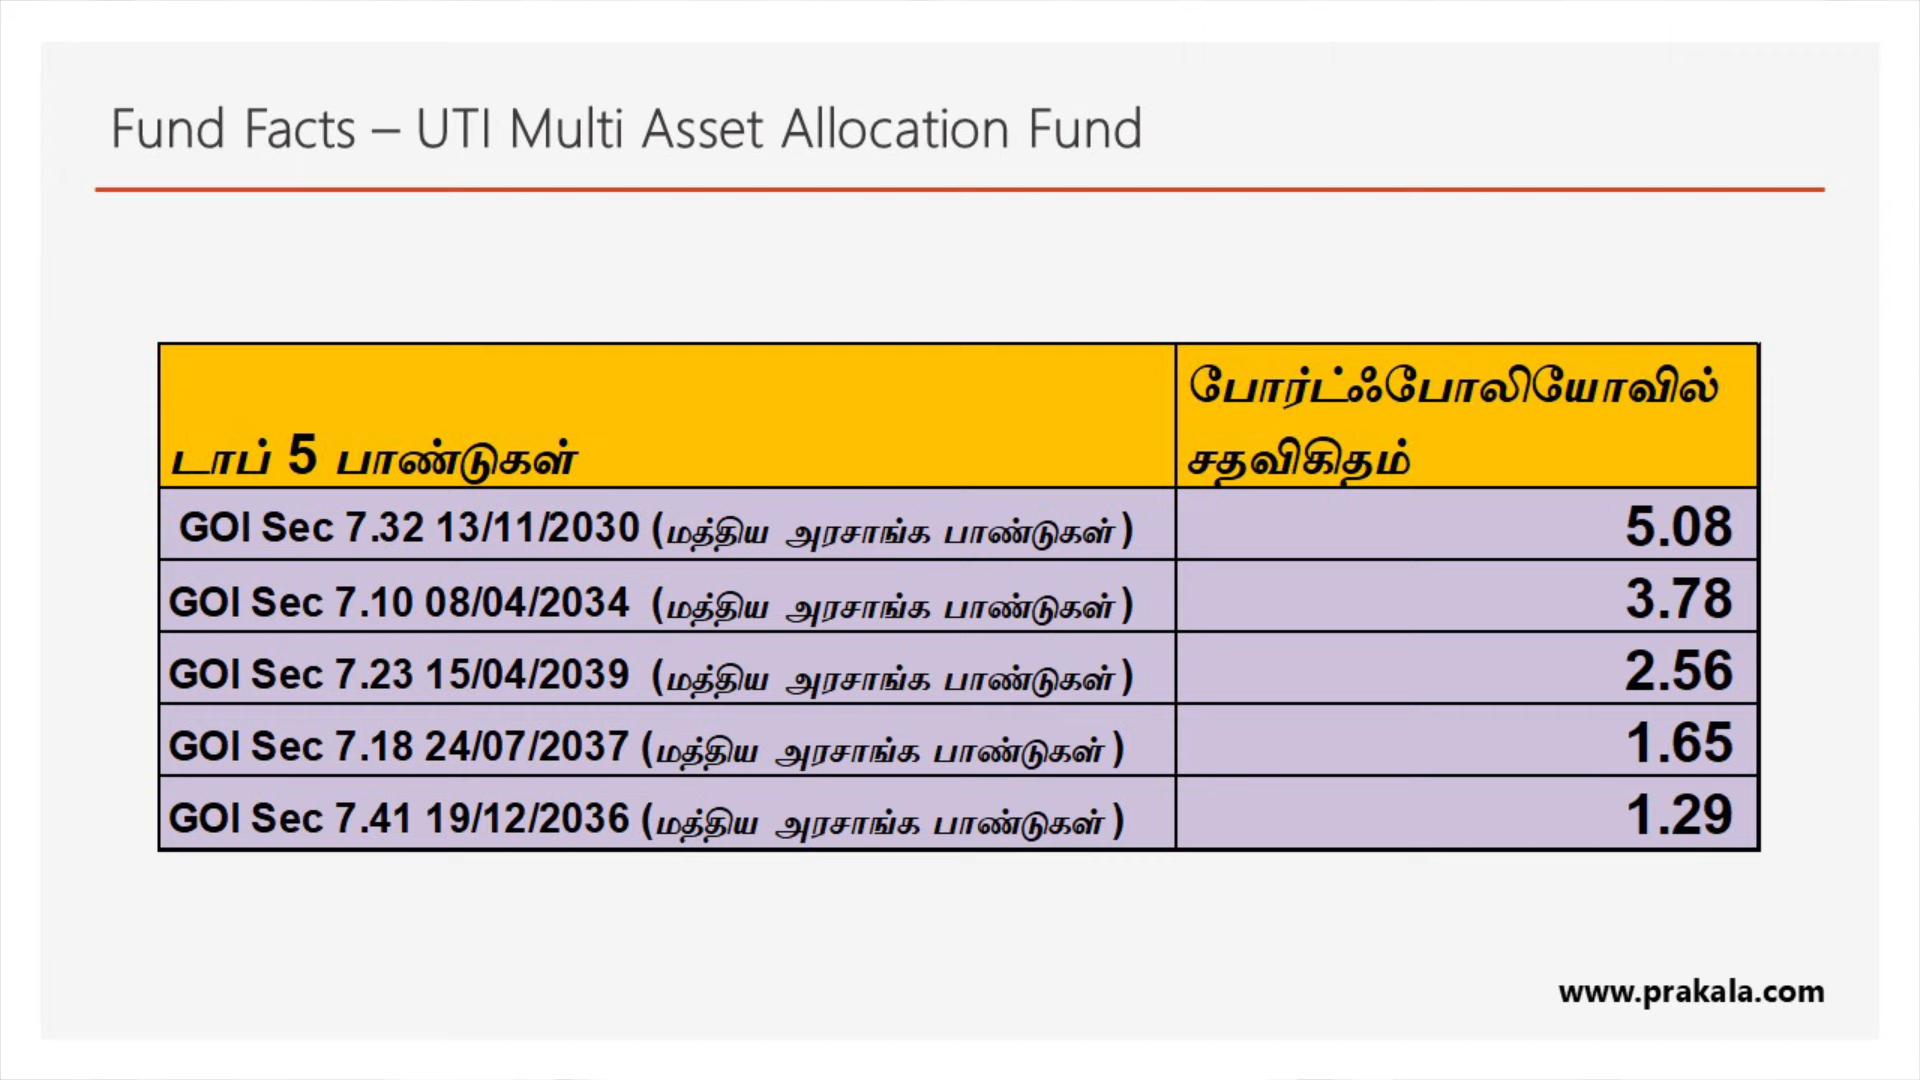 Fund Facts – UTI Multi Asset Allocation Fund
டாப் 5 பாண்டுகள்
போர்ட்ஃபோலியோவில்
சதவிகிதம்
GOI Sec 7.32 13/11/2030 (மத்திய அரசாங்க பாண்டுகள்) 5.08
GOI Sec 7.10 08/04/2034 (மத்திய அரசாங்க பாண்டுகள்) 3.78
GOI Sec 7.23 15/04/2039 (மத்திய அரசாங்க பாண்டுகள்) 2.56
GOI Sec 7.18 24/07/2037 (மத்திய அரசாங்க பாண்டுகள்) 1.65
GOI Sec 7.41 19/12/2036 (மத்திய அரசாங்க பாண்டுகள்) 1.29
www.prakala.com